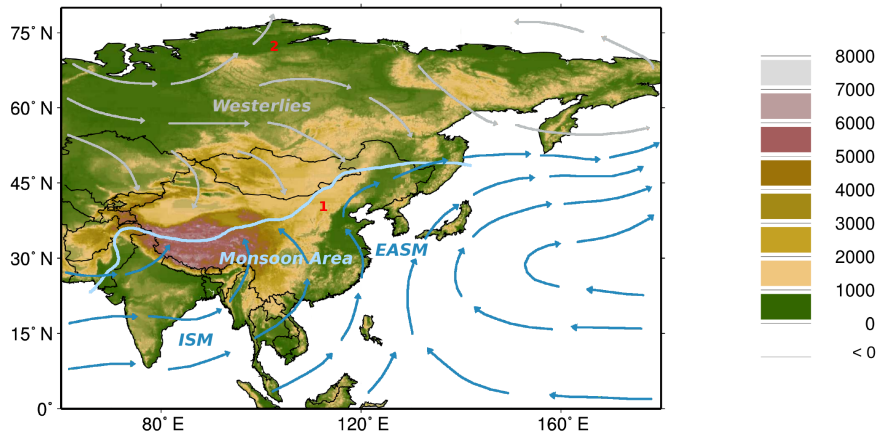 75° N
60° N
45° N
30° N
15° N
0°
80° E
120° E
160° E
2
Westerlies
1
Monsoon Area
EASM
ISM
8000
7000
6000
5000
4000
3000
2000
1000
0
< 0